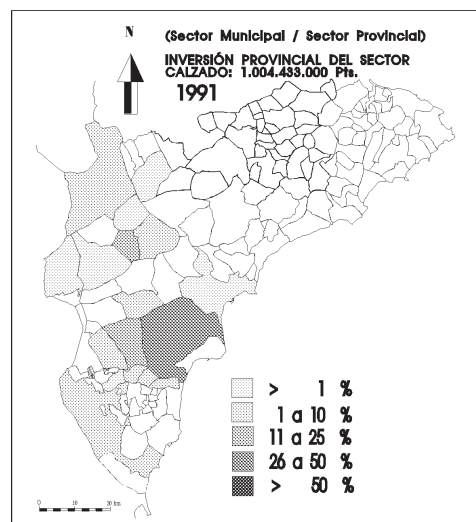 N
(Sector Municipal / Sector Provincial)
INVERSIÓN PROVINCIAL DEL SECTOR
CALZADO: 1.004.433.000 Pts.
1991
> 1 %
1 a 10 %
11 a 25 %
26 a 50 %
> 50 %
0 10 20 km